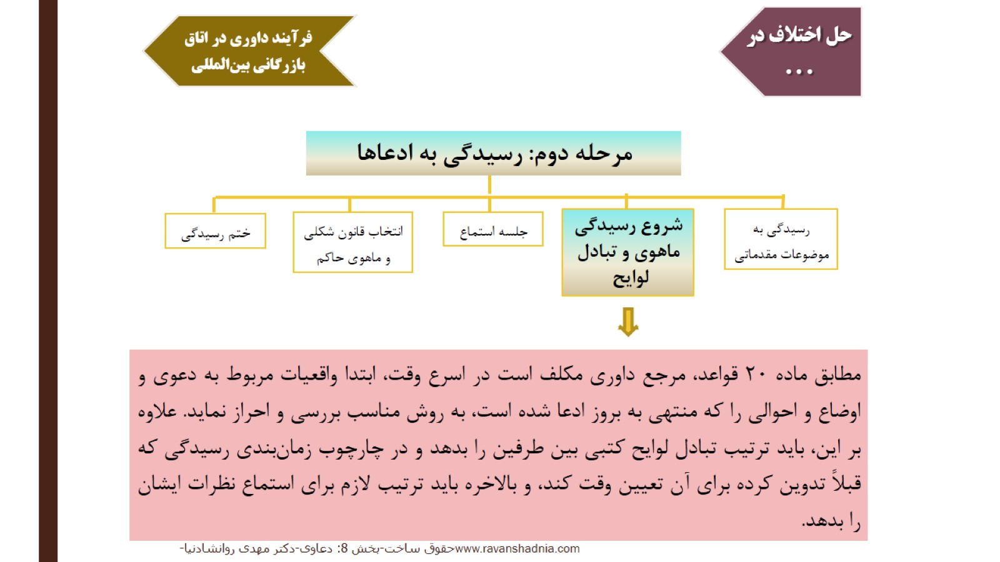 حل اختلاف در
...
فرآیند داوری در اتاق
بازرگانی بین‌المللی
مرحله دوم: رسیدگی به ادعاها
رسیدگی به
موضوعات مقدماتی
شروع رسیدگی
ماهوی و تبادل
لوایح
جلسه استماع
انتخاب قانون شکلی
و ماهوی حاکم
ختم رسیدگی
مطابق ماده ۲۰ قواعد، مرجع داوری مکلف است در اسرع وقت، ابتدا واقعیات مربوط به دعوی و
اوضاع و احوالی را که منتهی به بروز ادعا شده است، به روش مناسب بررسی و احراز نماید. علاوه
بر این، باید ترتیب تبادل لوایح کتبی بین طرفین را بدهد و در چارچوب زمان‌بندی رسیدگی که
قبلاً تدوین کرده برای آن تعیین وقت کند، و بالاخره باید ترتیب لازم برای استماع نظرات ایشان
را بدهد.
www.ravanshadnia.comحقوق ساخت-بخش 8: دعاوی-دکتر مهدی روانشادنیا-